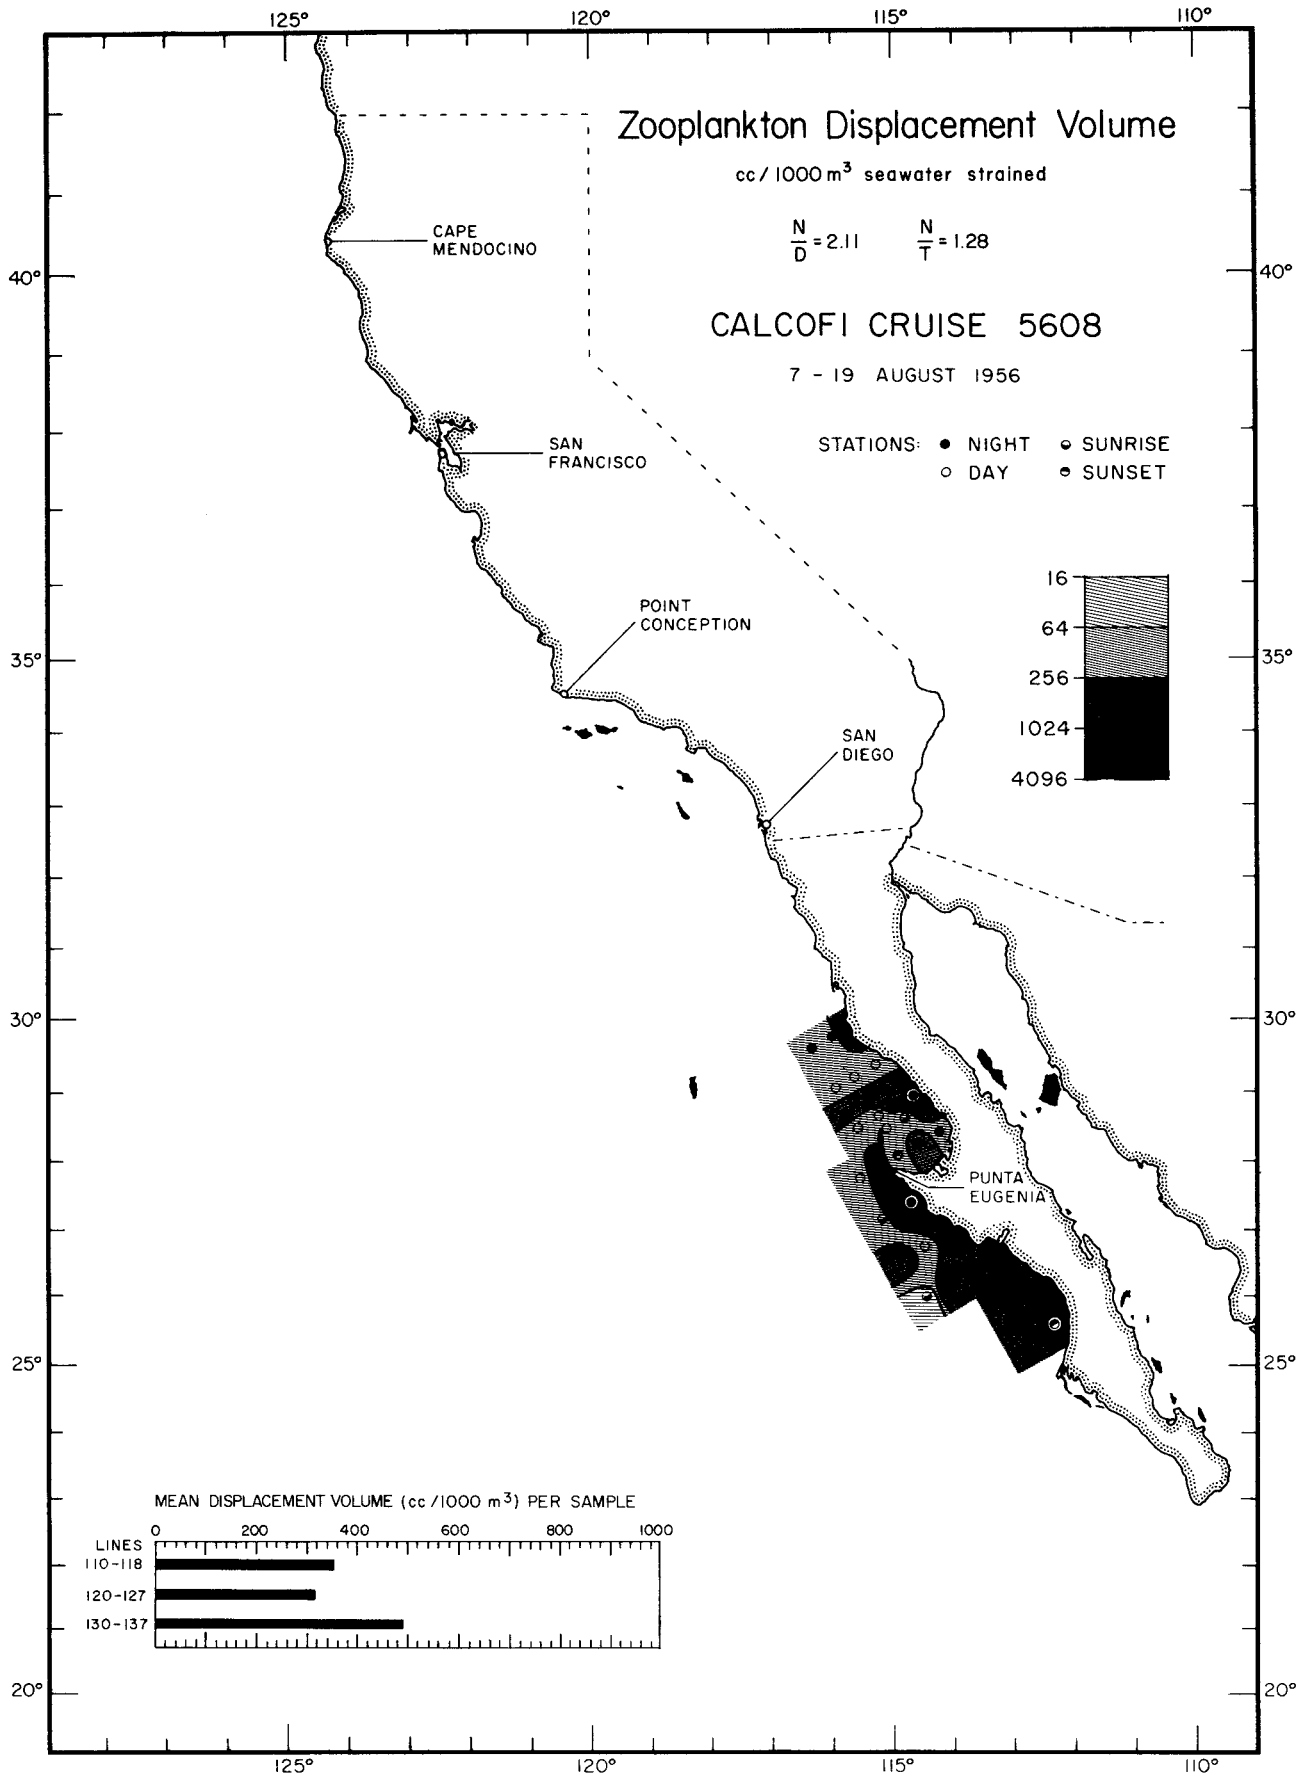 125° 120° 115° 110°
Zooplankton Displacement Volume
cc/1000m³ seawater strained
N/D = 2.11 N/T = 1.28
CALCOFI CRUISE 5608
7 - 19 AUGUST 1956
STATIONS: ● NIGHT SUNRISE
○ DAY SUNSET
CAPE
MENDOCINO
40° 40°
SAN
FRANCISCO
16
64
256
1024
4096
POINT
CONCEPTION
35° 35°
SAN
DIEGO
30° 30°
PUNTA
EUGENIA
25° 25°
MEAN DISPLACEMENT VOLUME (cc/1000 m³) PER SAMPLE
0 200 400 600 800 1000
LINES
110-118
120-127
130-137
20° 20°
125° 120° 115° 110°